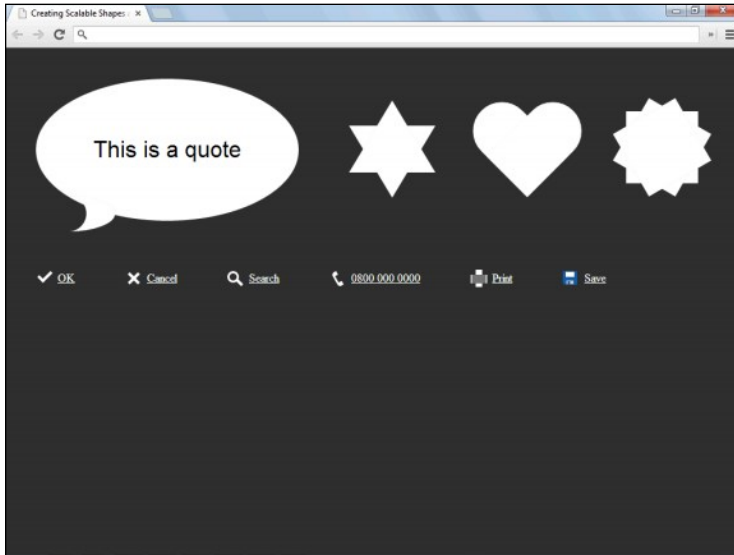 Creating Scalable Shapes
This is a quote
OK
Cancel
Search
0800 000 0000
Print
Save